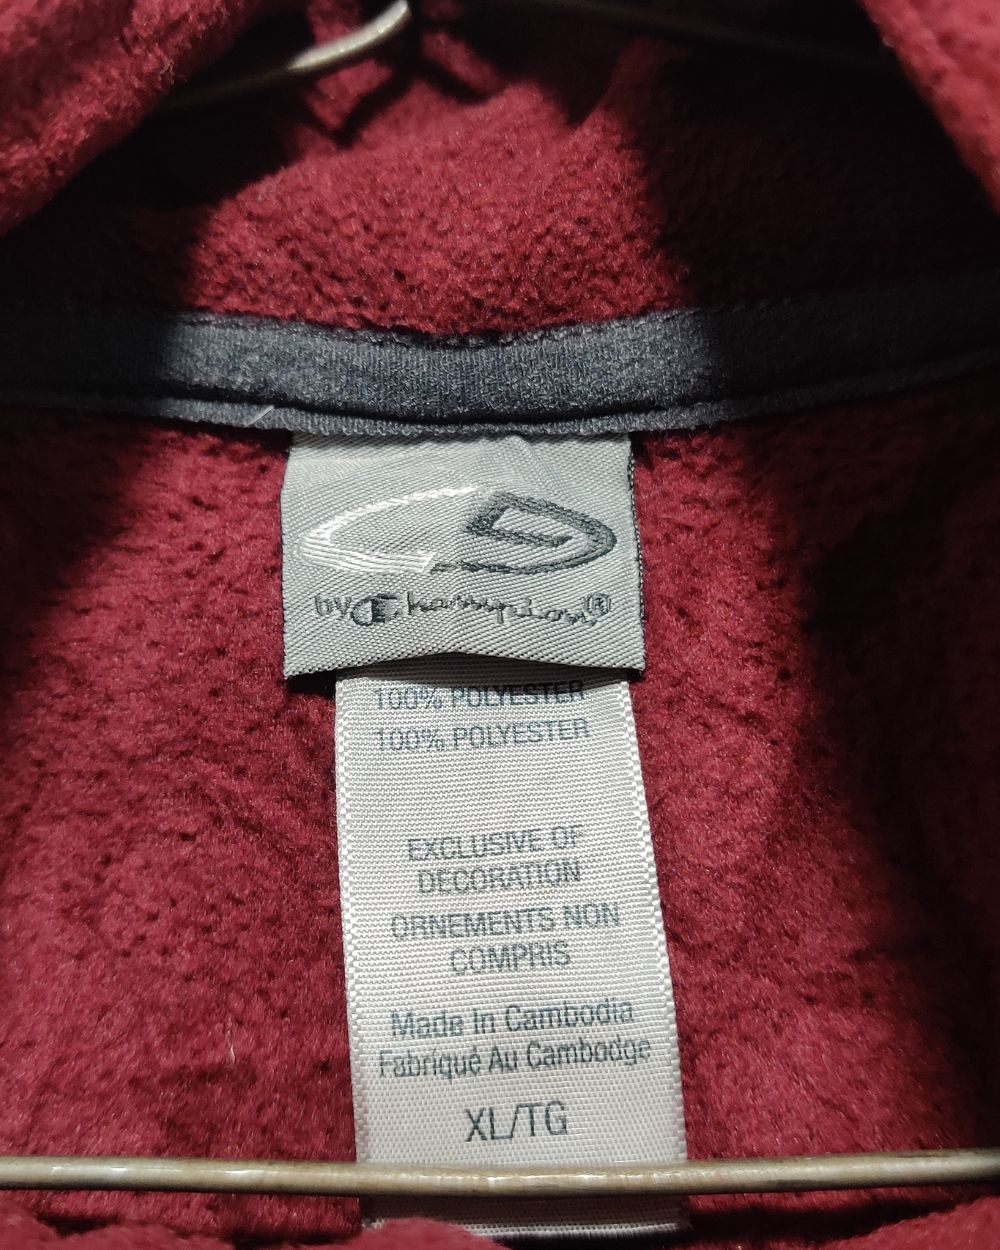 by Champion®
100% POLYESTER
100% POLYESTER
EXCLUSIVE OF
DECORATION
ORNEMENTS NON
COMPRIS
Made In Cambodia
Fabriqué Au Cambodge
XL/TG